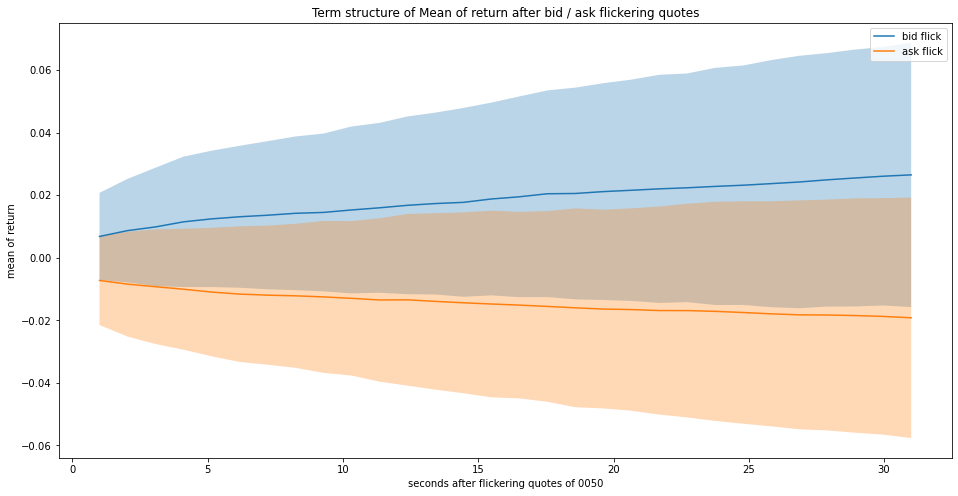 Term structure of Mean of return after bid / ask flickering quotes
bid flick
ask flick
mean of return
0.06
0.04
0.02
0.00
−0.02
−0.04
−0.06
0 5 10 15 20 25 30
seconds after flickering quotes of 0050